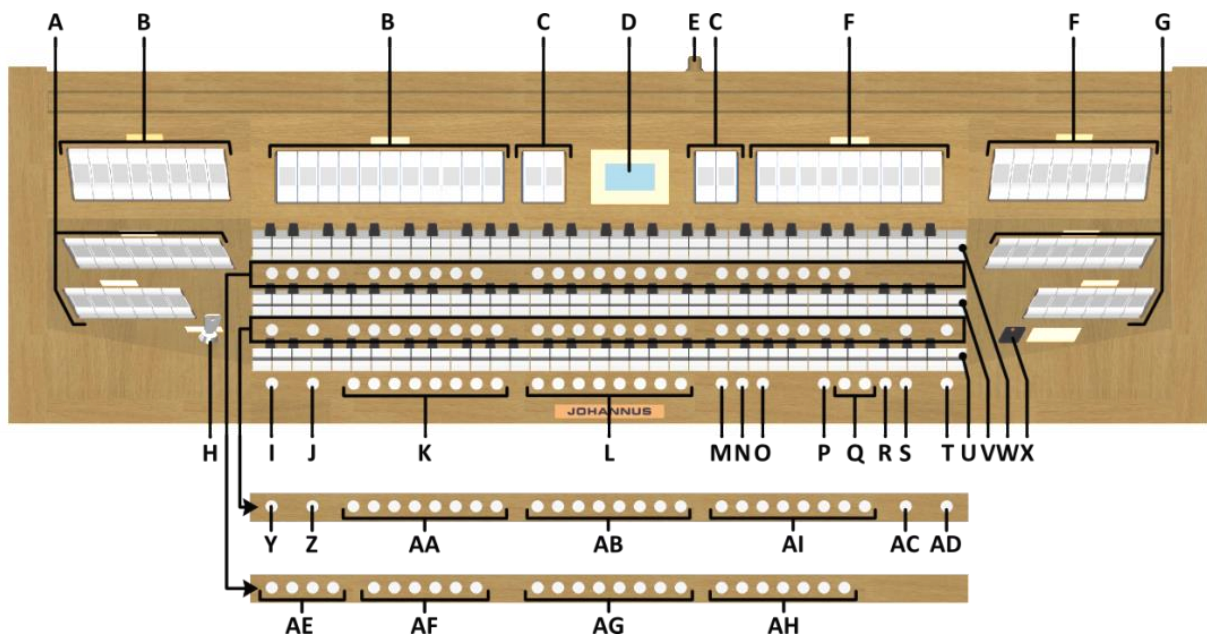 A B B C D E C F F G
JOHANNUS
H I J K L M N O P Q R S T U V W X
Y Z AA AB AI AC AD
AE AF AG AH